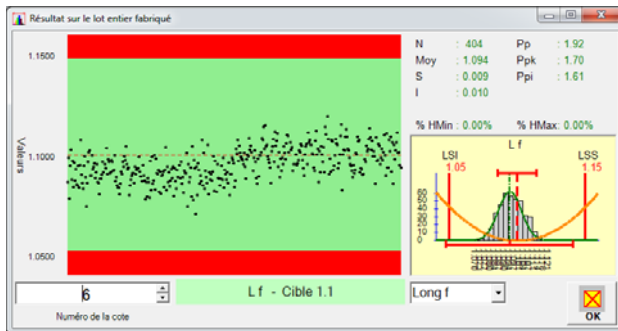 Résultat sur le lot entier fabriqué
1.1500
1.1000
1.0500
Valeurs
N : 404 Pp : 1.92
Moy : 1.094 Ppk : 1.70
S : 0.009 Ppi : 1.61
I : 0.010
% HMin : 0.00% % HMax: 0.00%
L f
LSI LSS
1.05 1.15
60
50
40
30
20
10
0
6
L f - Cible 1.1
Long f
OK
Numéro de la cote